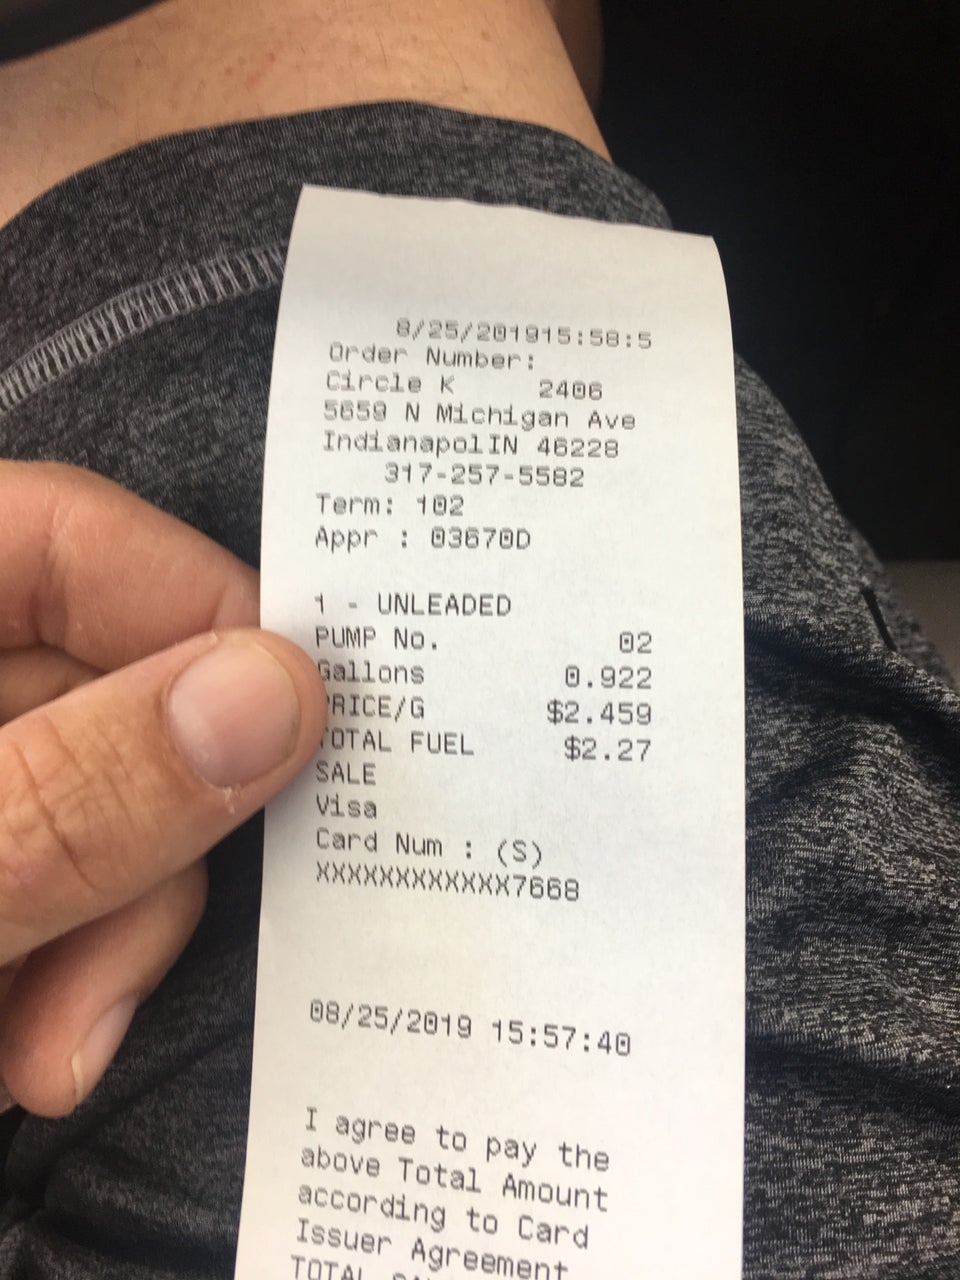 8/25/201915:58:5
Order Number:
Circle K 2406
5659 N Michigan Ave
IndianapolIN 46228
317-257-5582
Term: 102
Appr : 03670D
1 - UNLEADED
PUMP No. 02
Gallons 0.922
PRICE/G $2.459
TOTAL FUEL $2.27
SALE
Visa
Card Num : (S)
XXXXXXXXXXXX7668
08/25/2019 15:57:40
I agree to pay the
above Total Amount
according to Card
Issuer Agreement
TOTAL